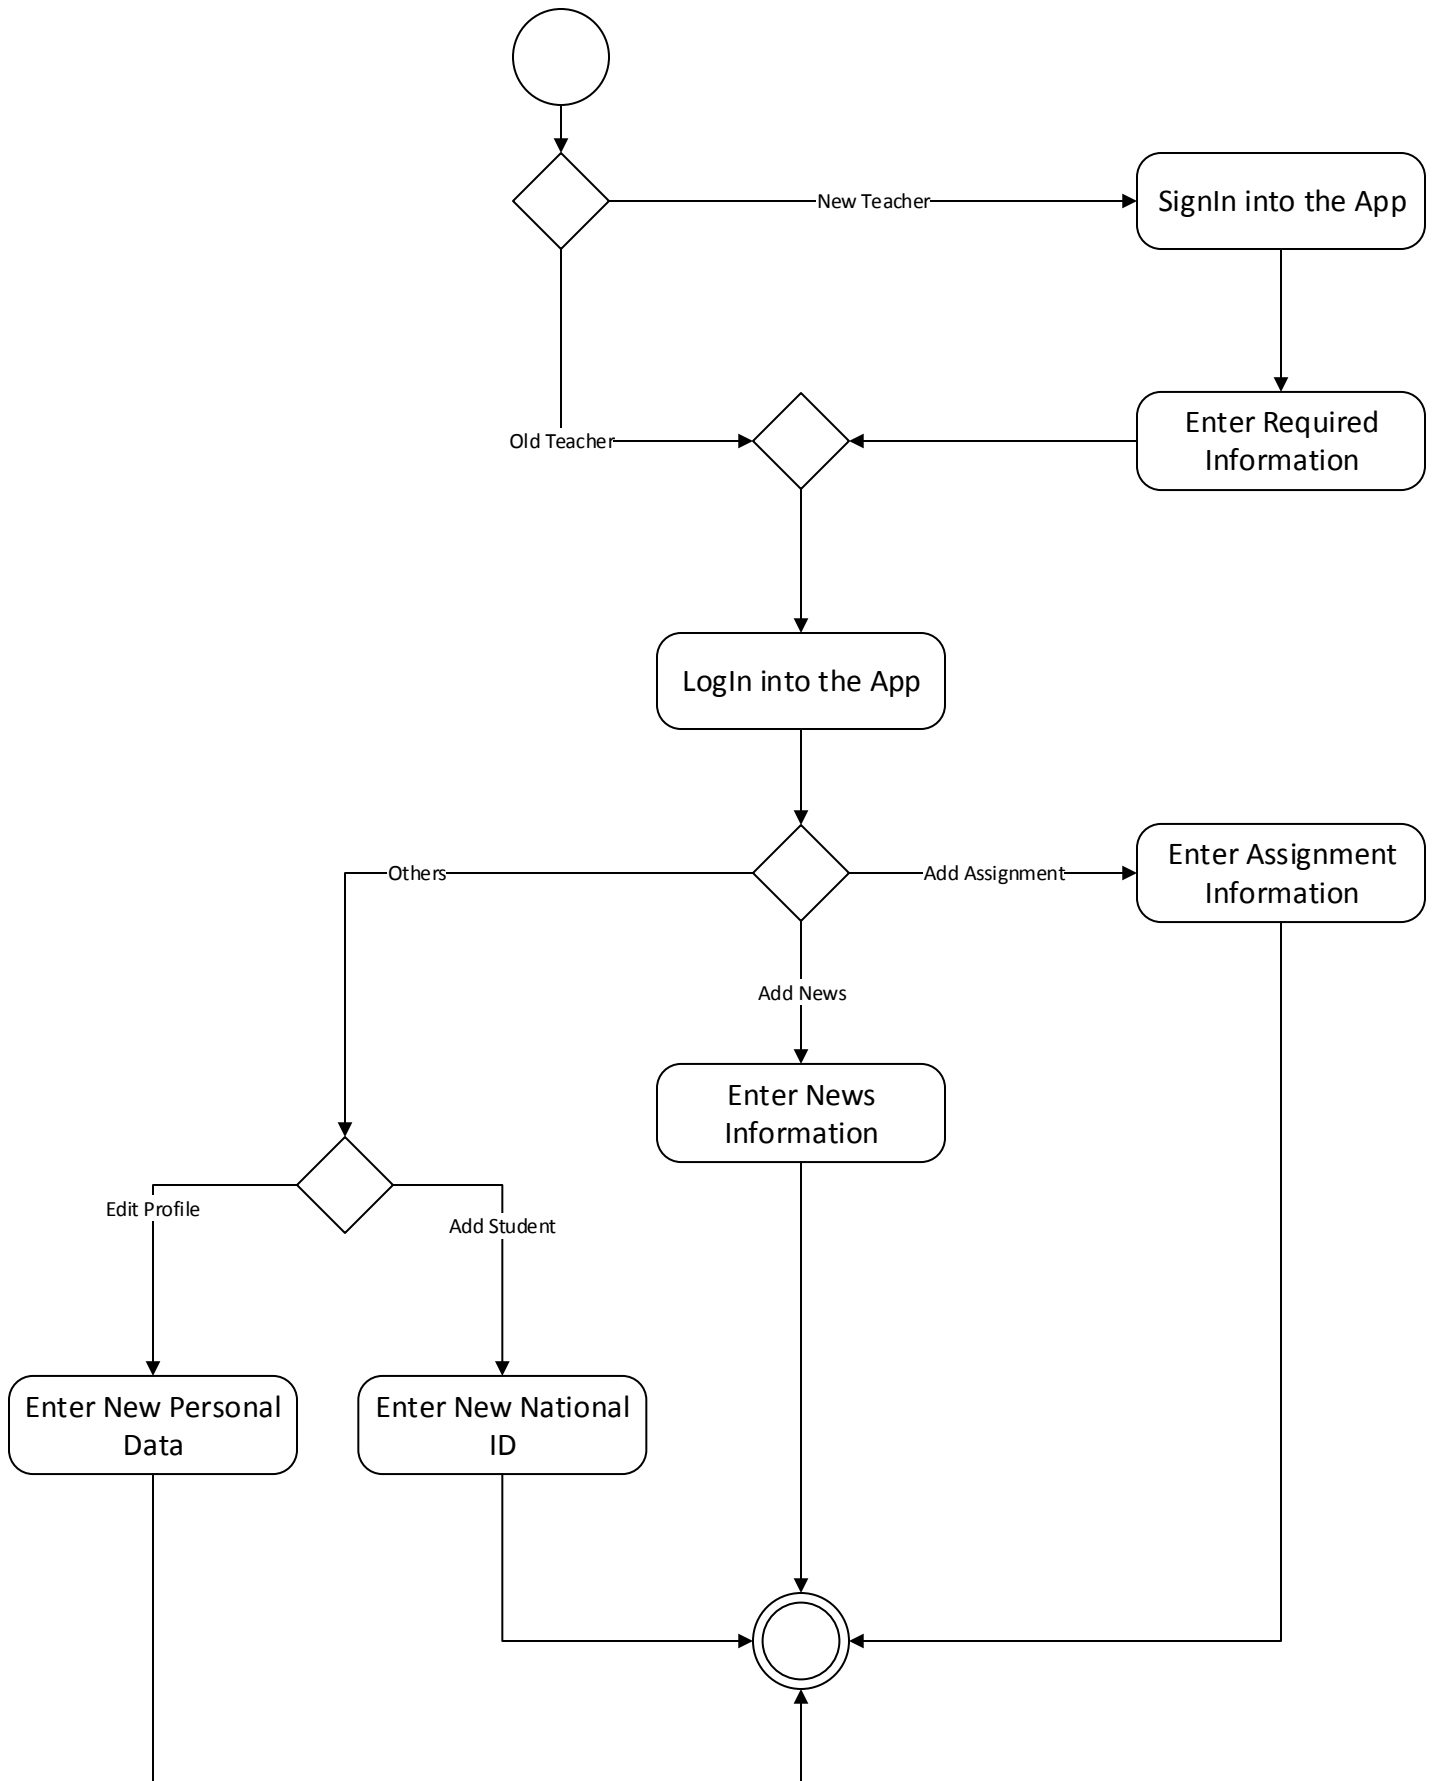 New Teacher
SignIn into the App
Old Teacher
Enter Required
Information
LogIn into the App
Others
Add Assignment
Enter Assignment
Information
Add News
Enter News
Information
Edit Profile
Add Student
Enter New Personal
Data
Enter New National
ID